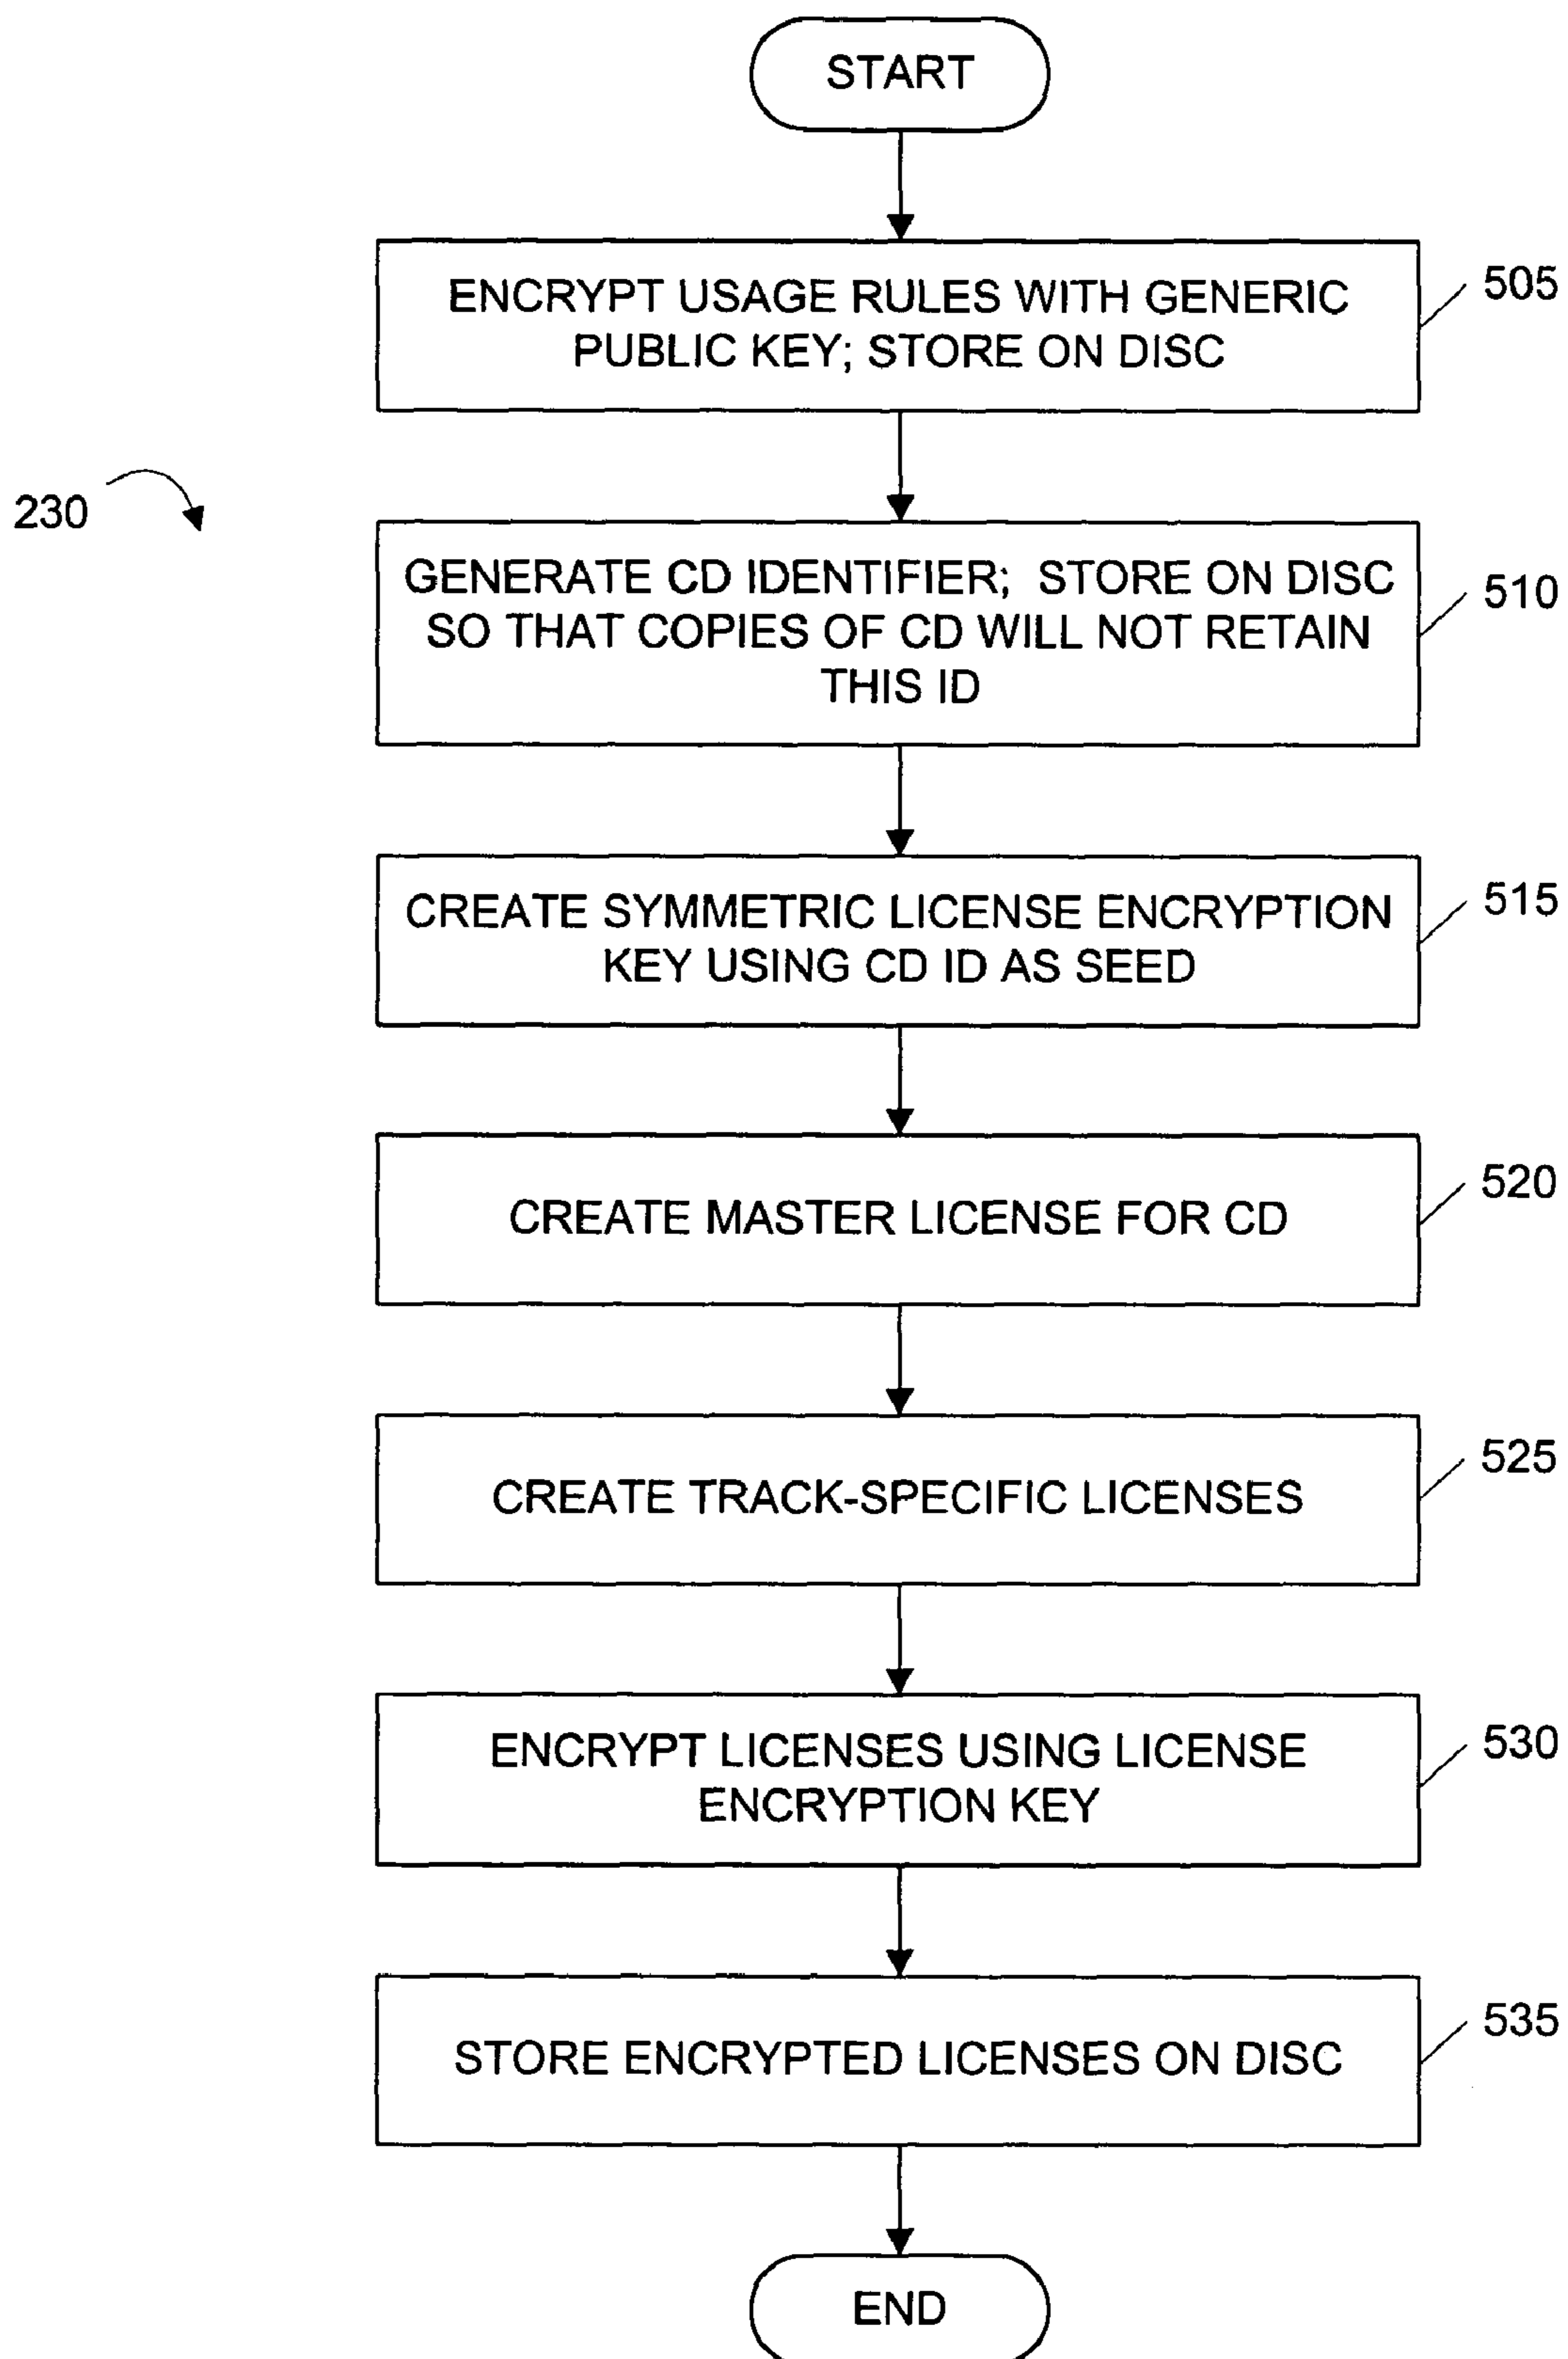 START
ENCRYPT USAGE RULES WITH GENERIC
PUBLIC KEY; STORE ON DISC
505
230
GENERATE CD IDENTIFIER; STORE ON DISC
SO THAT COPIES OF CD WILL NOT RETAIN
THIS ID
510
CREATE SYMMETRIC LICENSE ENCRYPTION
KEY USING CD ID AS SEED
515
CREATE MASTER LICENSE FOR CD
520
CREATE TRACK-SPECIFIC LICENSES
525
ENCRYPT LICENSES USING LICENSE
ENCRYPTION KEY
530
STORE ENCRYPTED LICENSES ON DISC
535
END